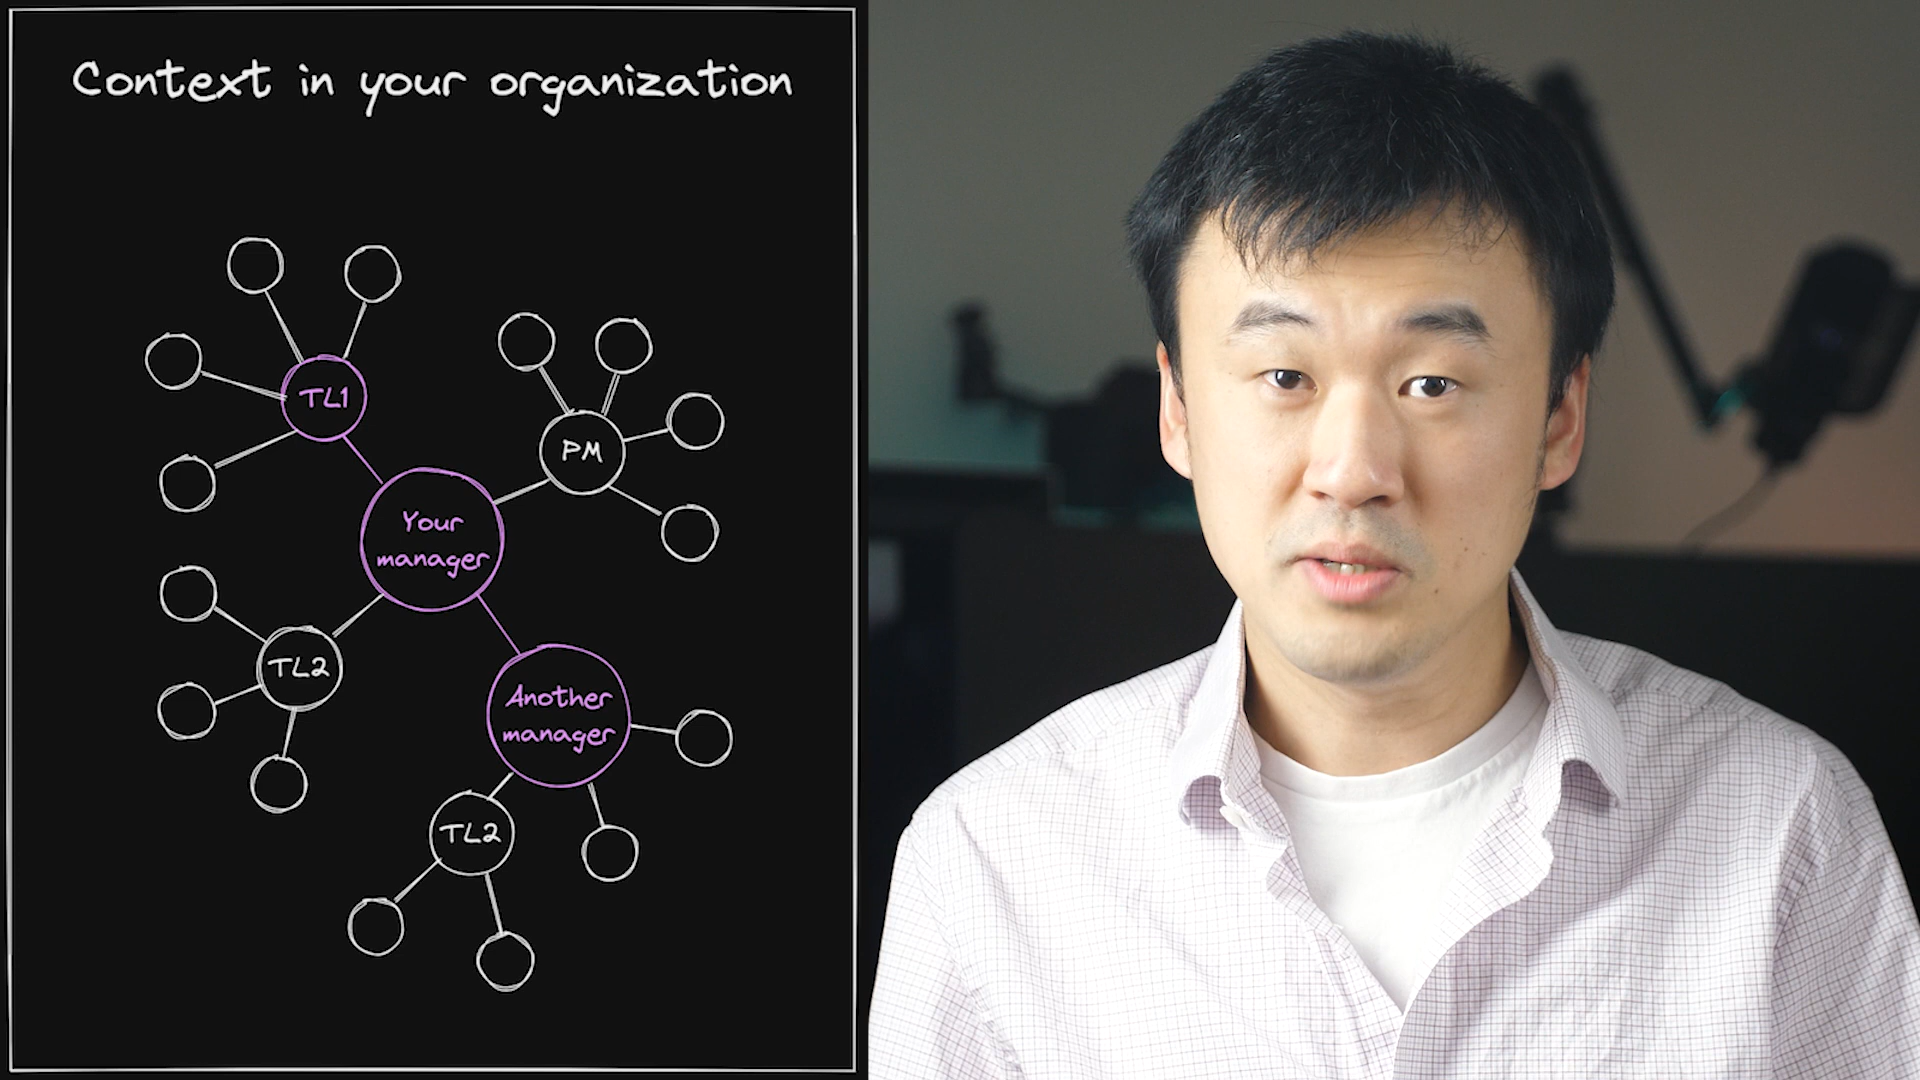 Context in your organization
TL1
PM
Your
manager
TL2
Another
manager
TL2